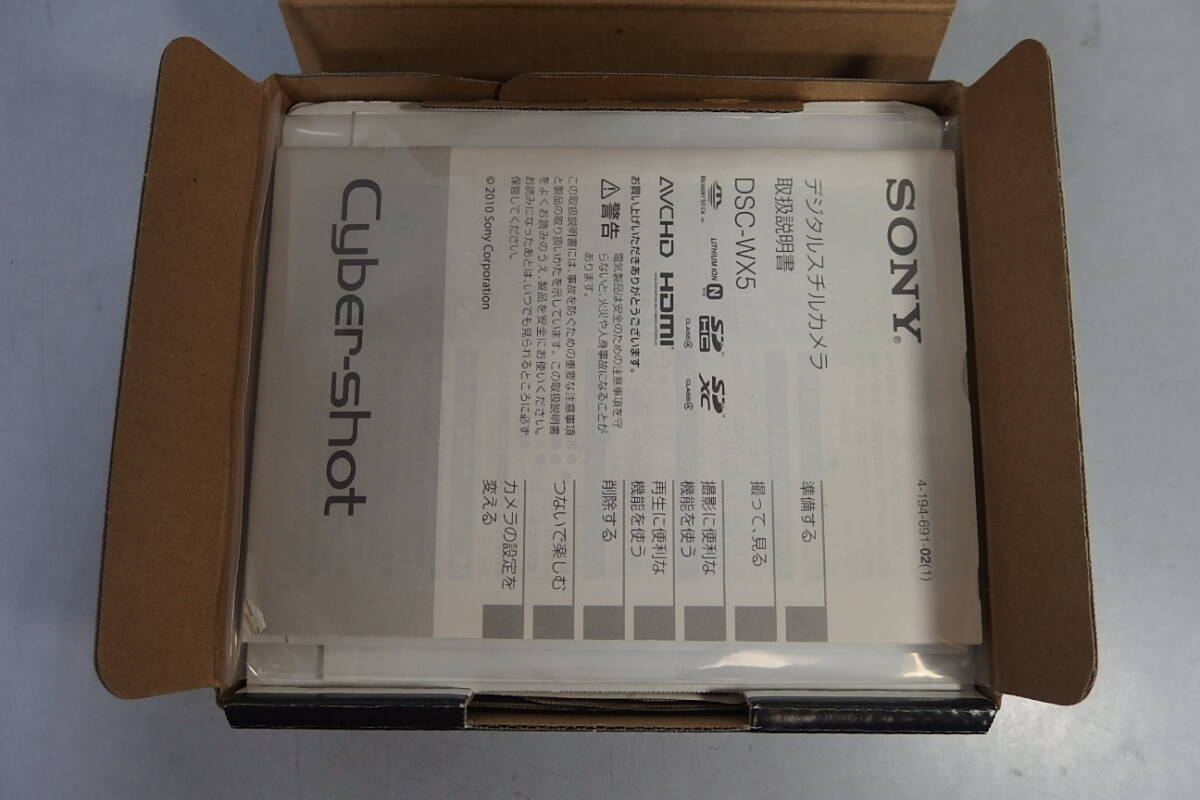 SONY®
4-194-691-02(1)
デジタルスチルカメラ
取扱説明書
DSC-WX5
MEMORY STICK™
LITHIUM ION N
SD HC™ CLASS④
SD XC™ CLASS④
AVCHD HDMI
お買い上げいただきありがとうございます。
⚠警告
電気製品は安全のための注意事項を守
らないと、火災や人身事故になることが
あります。
この取扱説明書には、事故を防ぐための重要な注意事項
と製品の取り扱いかたを示しています。この取扱説明書
をよくお読みのうえ、製品を安全にお使いください。
お読みになったあとは、いつでも見られるところに必ず
保管してください。
© 2010 Sony Corporation
準備する
撮って、見る
撮影に便利な
機能を使う
再生に便利な
機能を使う
削除する
つないで楽しむ
カメラの設定を
変える
Cyber-shot